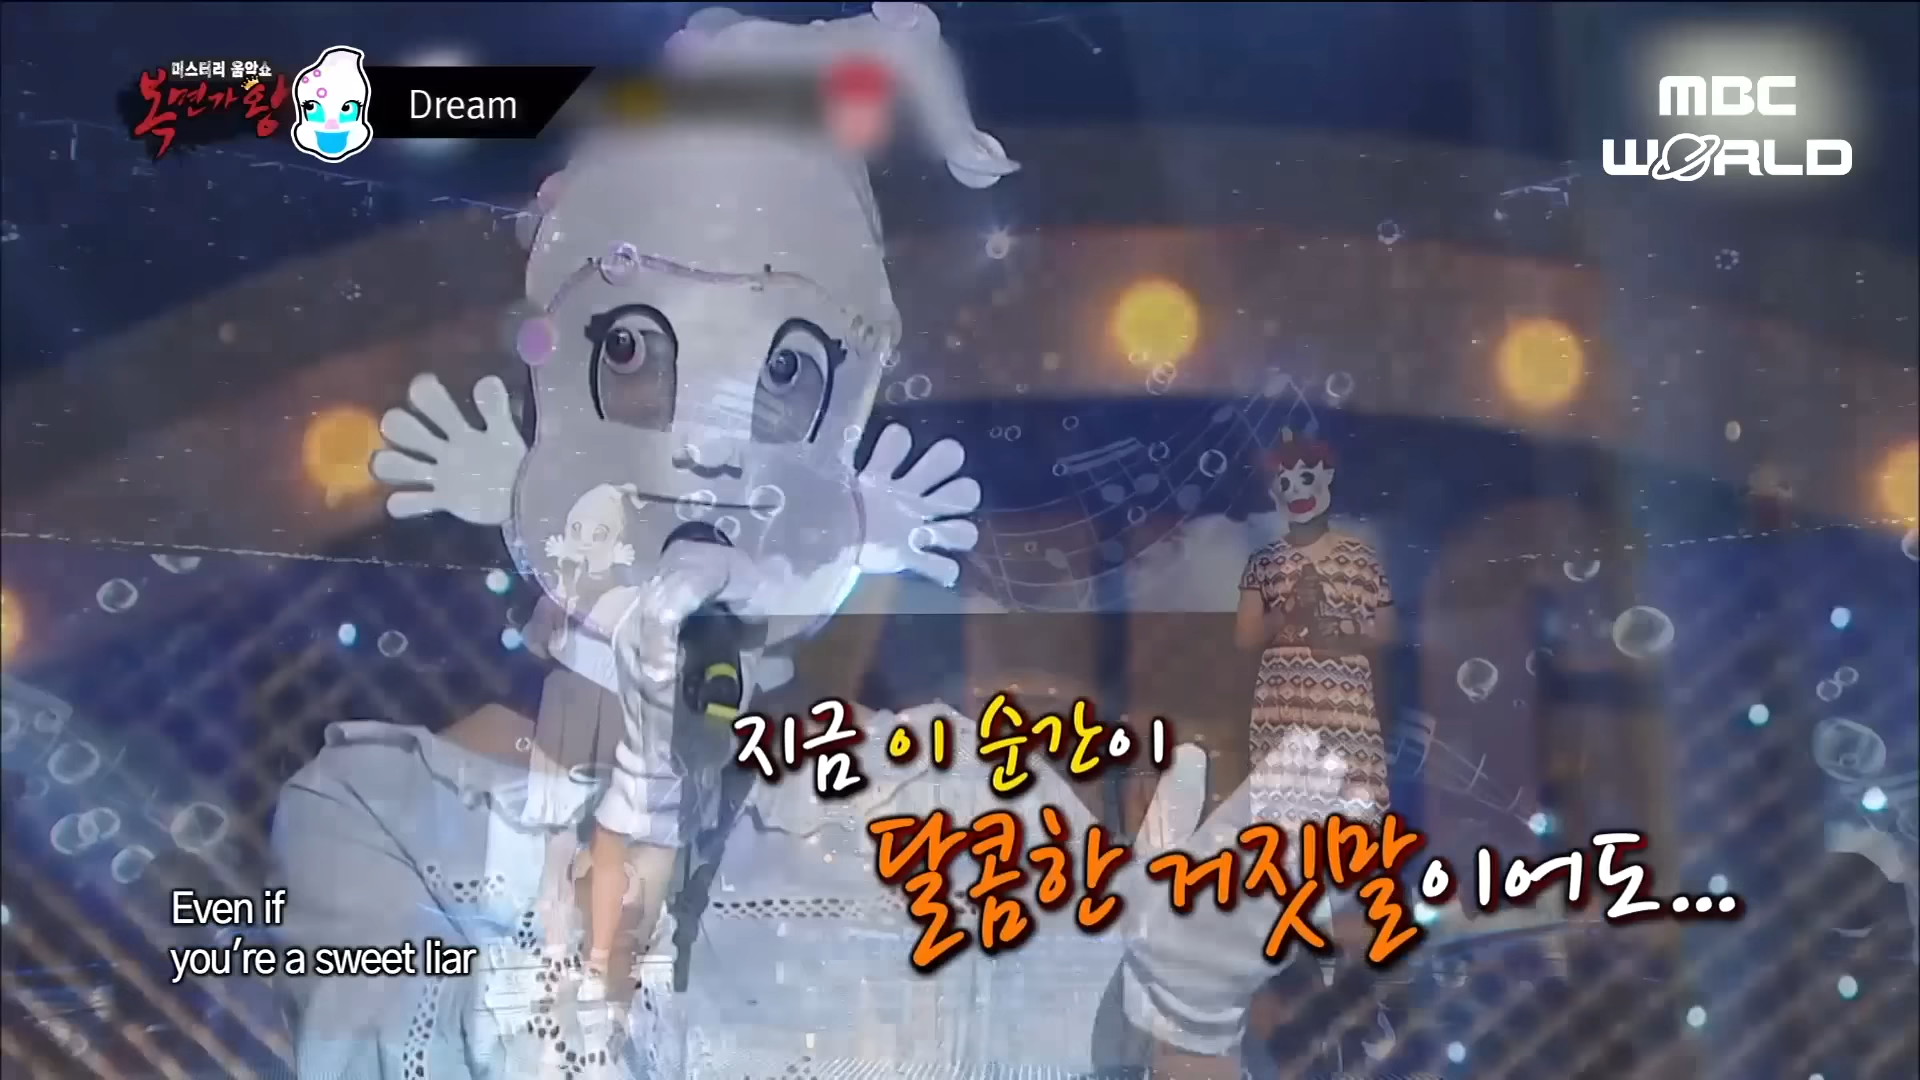 미스터리 음악쇼
복면가왕
Dream
MBC
WORLD
지금 이 순간이
달콤한 거짓말이어도...
Even if
you're a sweet liar